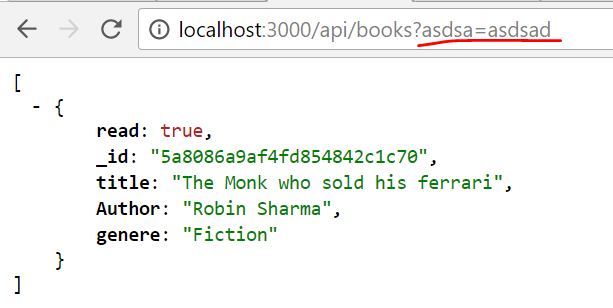 localhost:3000/api/books?asdsa=asdsad
[
- {
read: true,
_id: "5a8086a9af4fd854842c1c70",
title: "The Monk who sold his ferrari",
Author: "Robin Sharma",
genere: "Fiction"
}
]